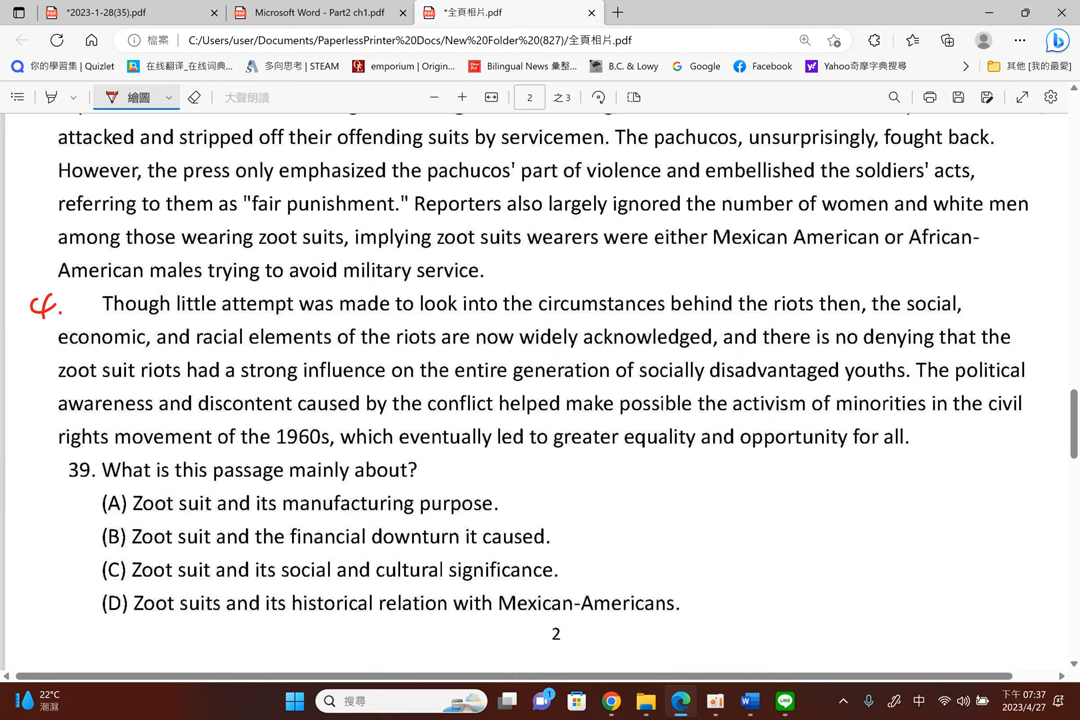 *2023-1-28(35).pdf
Microsoft Word - Part2 ch1.pdf
*全頁相片.pdf
檔案
C:/Users/user/Documents/PaperlessPrinter%20Docs/New%20Folder%20(827)/全頁相片.pdf
你的學習集 | Quizlet
在线翻译_在线词典...
多向思考 | STEAM
emporium | Origin...
Bilingual News 彙整...
B.C. & Lowy
Google
Facebook
Yahoo奇摩字典搜尋
其他 [我的最愛]
繪圖
大聲朗讀
2
之 3
attacked and stripped off their offending suits by servicemen. The pachucos, unsurprisingly, fought back.
However, the press only emphasized the pachucos' part of violence and embellished the soldiers' acts,
referring to them as "fair punishment." Reporters also largely ignored the number of women and white men
among those wearing zoot suits, implying zoot suits wearers were either Mexican American or African-
American males trying to avoid military service.
4. Though little attempt was made to look into the circumstances behind the riots then, the social,
economic, and racial elements of the riots are now widely acknowledged, and there is no denying that the
zoot suit riots had a strong influence on the entire generation of socially disadvantaged youths. The political
awareness and discontent caused by the conflict helped make possible the activism of minorities in the civil
rights movement of the 1960s, which eventually led to greater equality and opportunity for all.
39. What is this passage mainly about?
(A) Zoot suit and its manufacturing purpose.
(B) Zoot suit and the financial downturn it caused.
(C) Zoot suit and its social and cultural significance.
(D) Zoot suits and its historical relation with Mexican-Americans.
2
22°C
潮濕
搜尋
1
中
下午 07:37
2023/4/27